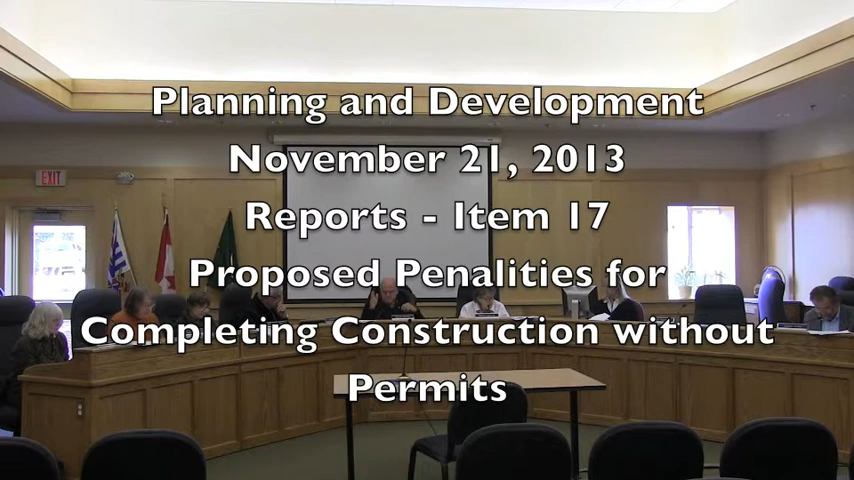 Planning and Development
November 21, 2013
Reports - Item 17
EXIT
Proposed Penalities for
Completing Construction without
Permits